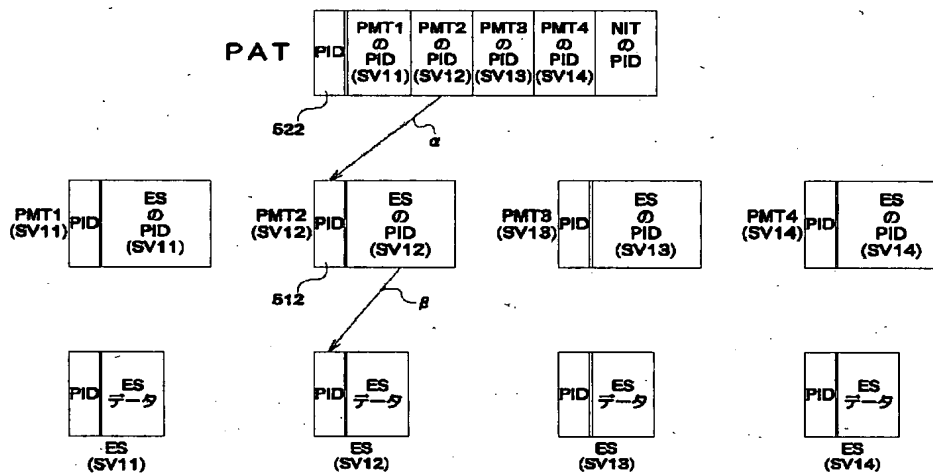 PAT
PID
PMT1
の
PID
(SV11)
PMT2
の
PID
(SV12)
PMT3
の
PID
(SV13)
PMT4
の
PID
(SV14)
NIT
の
PID
522
α
PMT1
(SV11)
PID
ES
の
PID
(SV11)
PMT2
(SV12)
PID
ES
の
PID
(SV12)
PMT3
(SV13)
PID
ES
の
PID
(SV13)
PMT4
(SV14)
PID
ES
の
PID
(SV14)
512
β
PID
ES
データ
ES
(SV11)
PID
ES
データ
ES
(SV12)
PID
ES
データ
ES
(SV13)
PID
ES
データ
ES
(SV14)